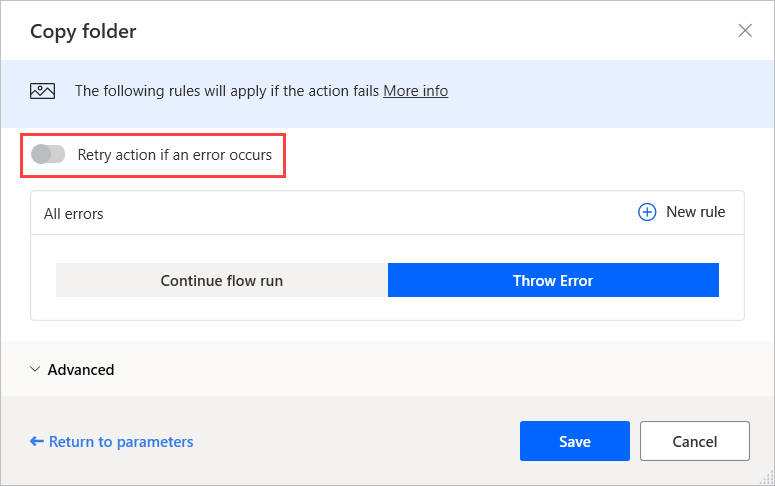 Copy folder
The following rules will apply if the action fails More info
Retry action if an error occurs
All errors
New rule
Continue flow run
Throw Error
Advanced
Return to parameters
Save
Cancel